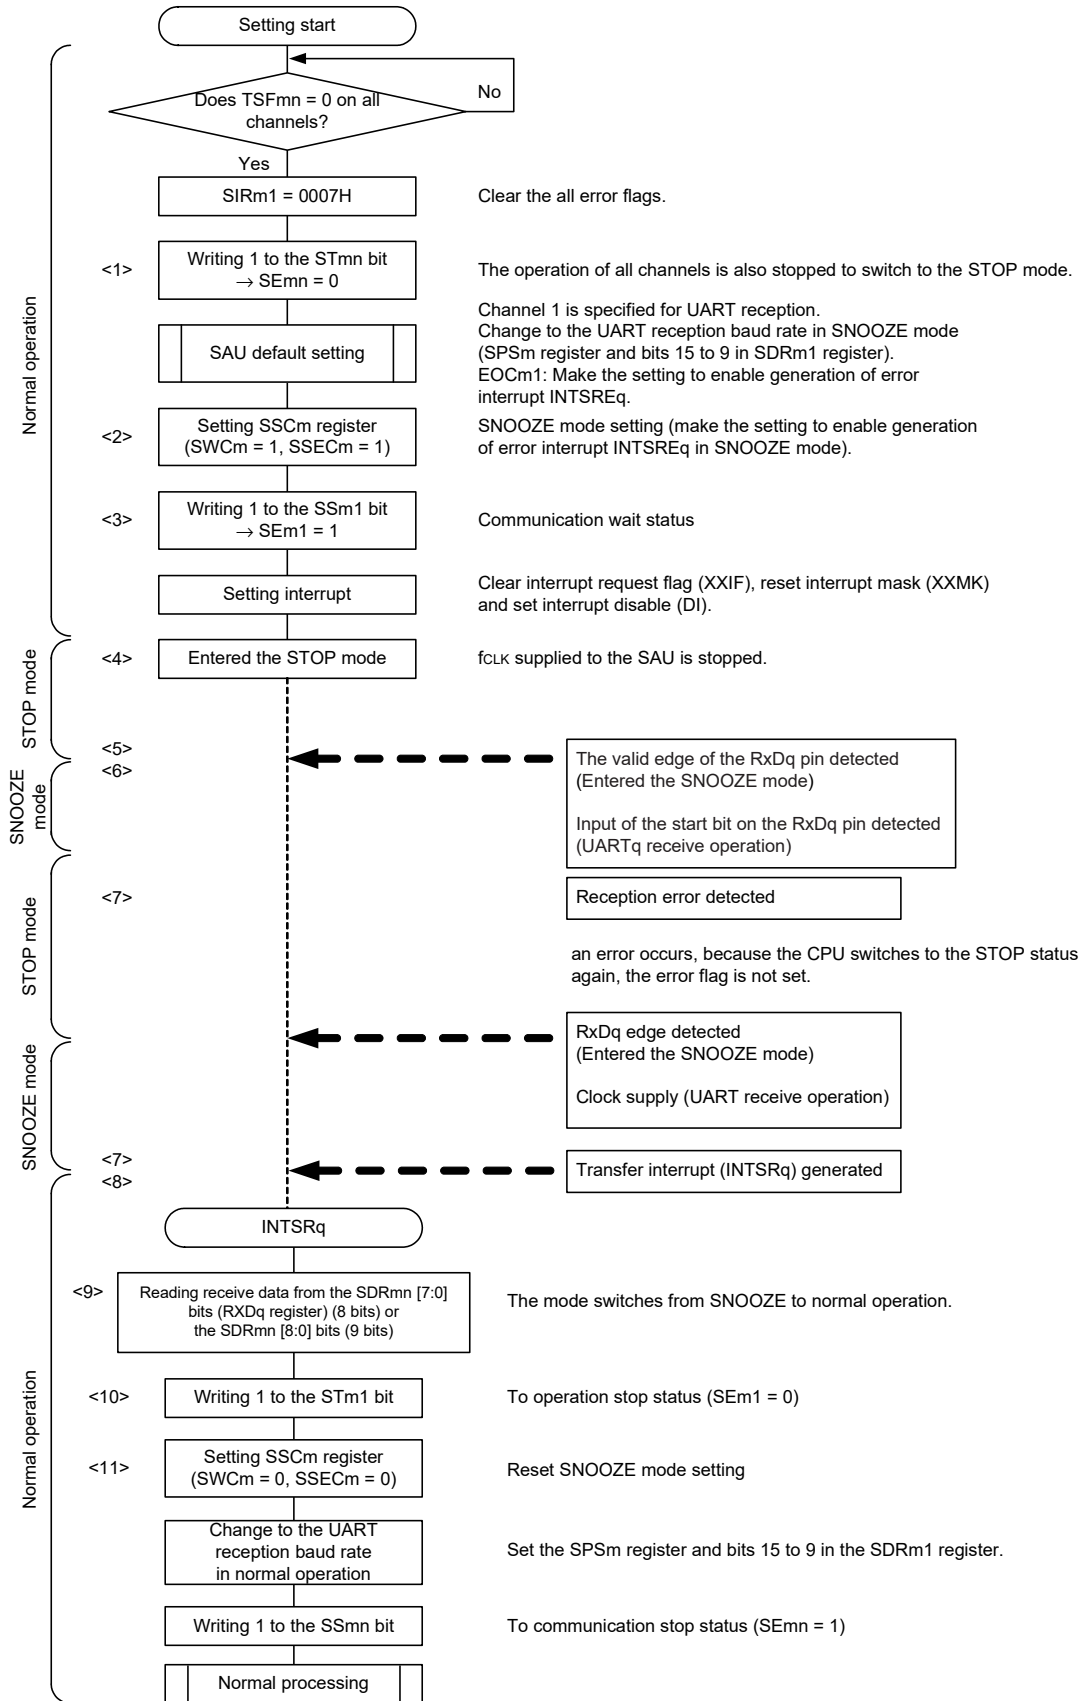 Setting start
Does TSFmn = 0 on all
channels?
No
Yes
SIRm1 = 0007H
Clear the all error flags.
Normal operation
<1>
Writing 1 to the STmn bit
→ SEmn = 0
The operation of all channels is also stopped to switch to the STOP mode.
SAU default setting
Channel 1 is specified for UART reception.
Change to the UART reception baud rate in SNOOZE mode
(SPSm register and bits 15 to 9 in SDRm1 register).
EOCm1: Make the setting to enable generation of error
interrupt INTSREq.
<2>
Setting SSCm register
(SWCm = 1, SSECm = 1)
SNOOZE mode setting (make the setting to enable generation
of error interrupt INTSREq in SNOOZE mode).
<3>
Writing 1 to the SSm1 bit
→ SEm1 = 1
Communication wait status
Setting interrupt
Clear interrupt request flag (XXIF), reset interrupt mask (XXMK)
and set interrupt disable (DI).
STOP mode
<4>
Entered the STOP mode
fCLK supplied to the SAU is stopped.
<5>
<6>
SNOOZE
mode
The valid edge of the RxDq pin detected
(Entered the SNOOZE mode)
Input of the start bit on the RxDq pin detected
(UARTq receive operation)
STOP mode
<7>
Reception error detected
an error occurs, because the CPU switches to the STOP status
again, the error flag is not set.
RxDq edge detected
(Entered the SNOOZE mode)
Clock supply (UART receive operation)
SNOOZE mode
<7>
<8>
Transfer interrupt (INTSRq) generated
INTSRq
Normal operation
<9>
Reading receive data from the SDRmn [7:0]
bits (RXDq register) (8 bits) or
the SDRmn [8:0] bits (9 bits)
The mode switches from SNOOZE to normal operation.
<10>
Writing 1 to the STm1 bit
To operation stop status (SEm1 = 0)
<11>
Setting SSCm register
(SWCm = 0, SSECm = 0)
Reset SNOOZE mode setting
Change to the UART
reception baud rate
in normal operation
Set the SPSm register and bits 15 to 9 in the SDRm1 register.
Writing 1 to the SSmn bit
To communication stop status (SEmn = 1)
Normal processing